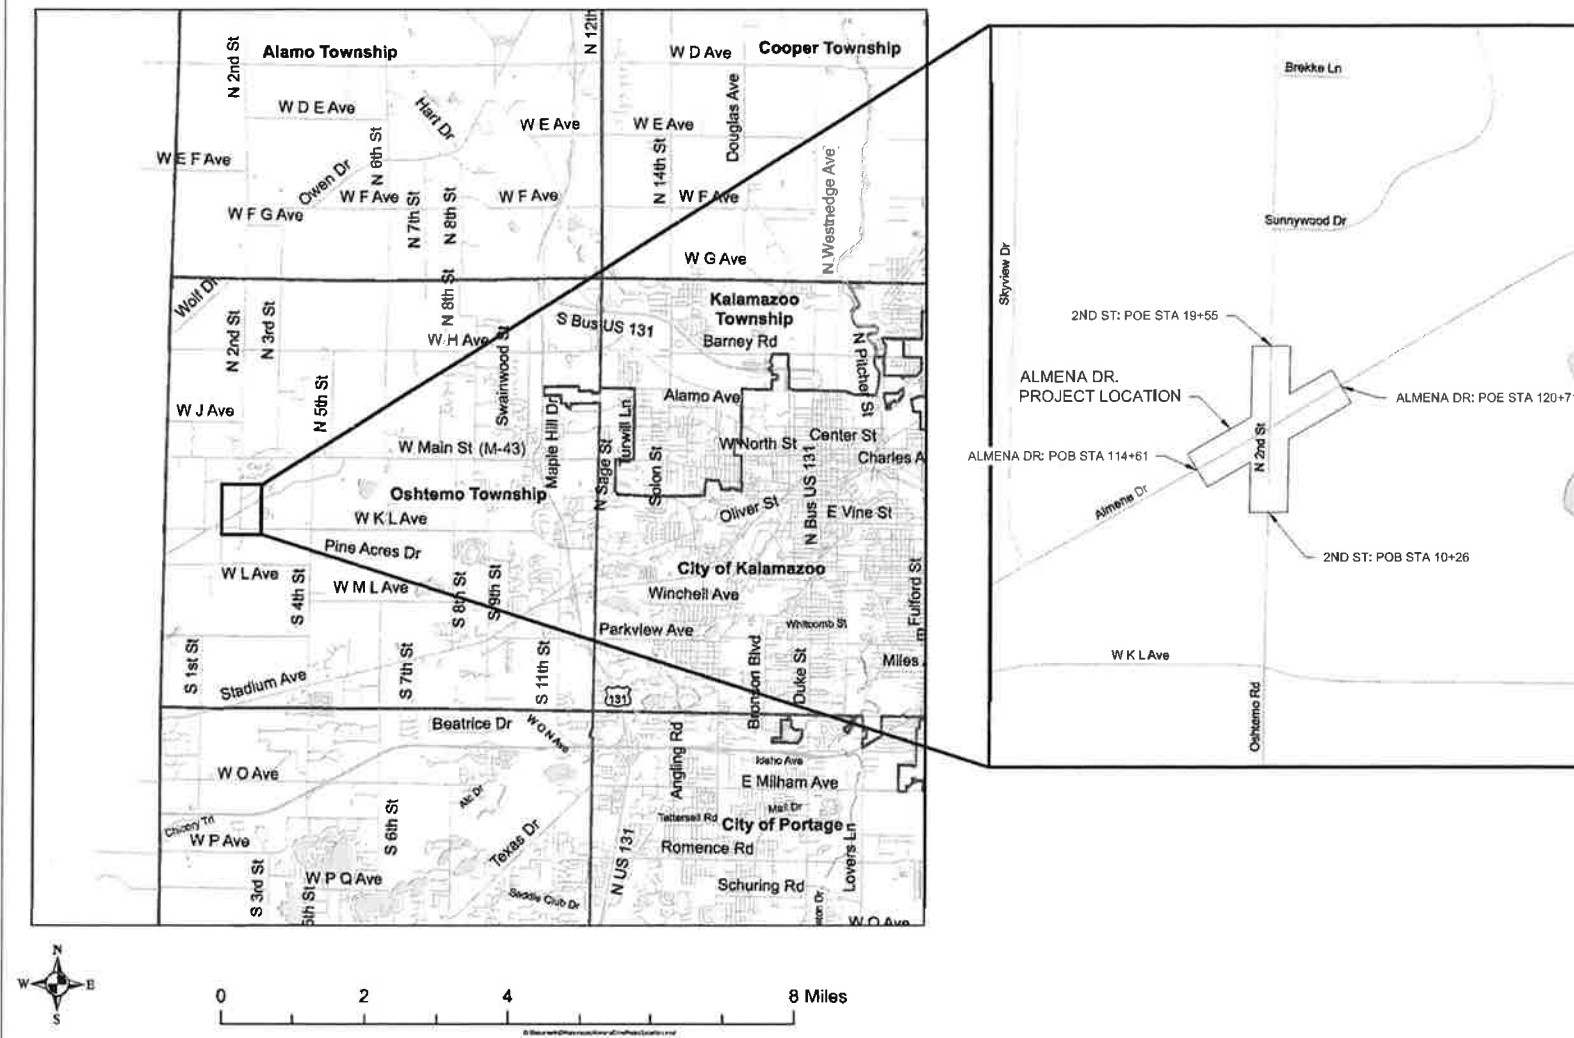 N 2nd St
Alamo Township
N 12th
W D Ave
Cooper Township
W D E Ave
Hart Dr
W E Ave
W E Ave
Douglas Ave
W E F Ave
Owen Dr
N 6th St
W F Ave
N 7th St
N 8th St
W F Ave
N 14th St
W F Ave
W F G Ave
N Westnedge Ave
W G Ave
Wolf Dr
N 2nd St
N 3rd St
N 8th St
W H Ave
Swainwood St
S Bus US 131
Kalamazoo
Township
Barney Rd
N Pitcher St
W J Ave
N 5th St
Maple Hill Dr
Turwill Ln
Alamo Ave
W Main St (M-43)
N Sage St
Solon St
W North St
Center St
Charles A
N Bus US 131
Oshtemo Township
W K L Ave
Oliver St
E Vine St
Pine Acres Dr
W L Ave
S 4th St
W M L Ave
S 8th St
S 9th St
City of Kalamazoo
Winchell Ave
Fulford St
Whitcomb St
Parkview Ave
Miles
S 1st St
Stadium Ave
S 7th St
S 11th St
131
Bronson Blvd
Duke St
Beatrice Dr
W O N Ave
Angling Rd
Idaho Ave
W O Ave
E Milham Ave
Alc Dr
Mall Dr
Chicory Trl
W P Ave
S 6th St
Texas Dr
Tattersall Rd
City of Portage
Romence Rd
Lovers Ln
W P Q Ave
S 3rd St
5th St
Saddle Club Dr
N US 131
Schuring Rd
W O Ave
N
W
E
S
0
2
4
8 Miles
Brekke Ln
Sunnywood Dr
Skyview Dr
2ND ST: POE STA 19+55
ALMENA DR.
PROJECT LOCATION
ALMENA DR: POE STA 120+71
N 2nd St
ALMENA DR: POB STA 114+61
Almena Dr
2ND ST: POB STA 10+26
W K L Ave
Oshtemo Rd